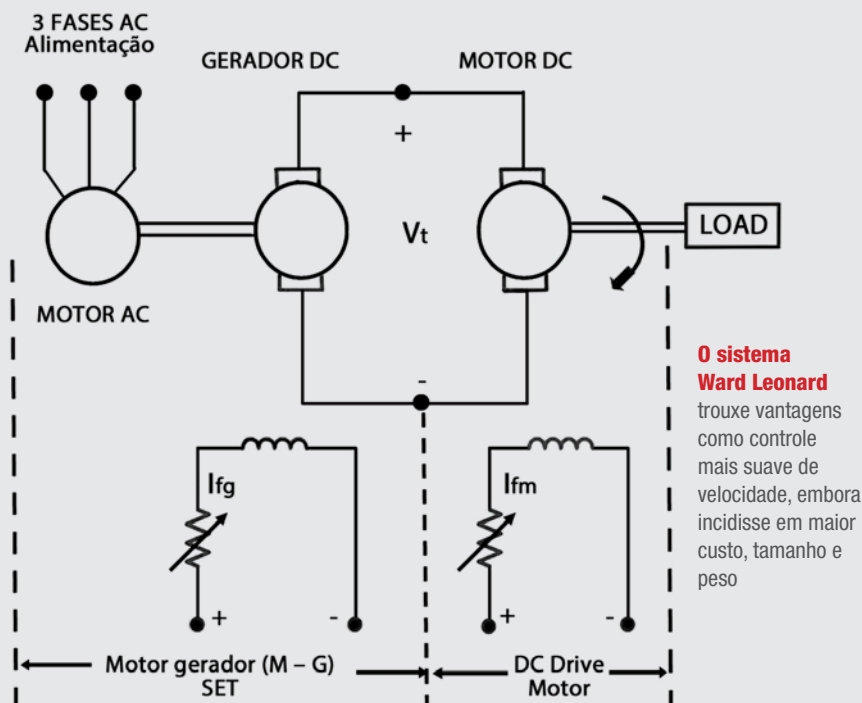 3 FASES AC
Alimentação
GERADOR DC
MOTOR DC
+
Vt
LOAD
MOTOR AC
-
O sistema
Ward Leonard
trouxe vantagens
como controle
mais suave de
velocidade, embora
incidisse em maior
custo, tamanho e
peso
Ifg
Ifm
+ -
+ -
Motor gerador (M – G)
SET
DC Drive
Motor